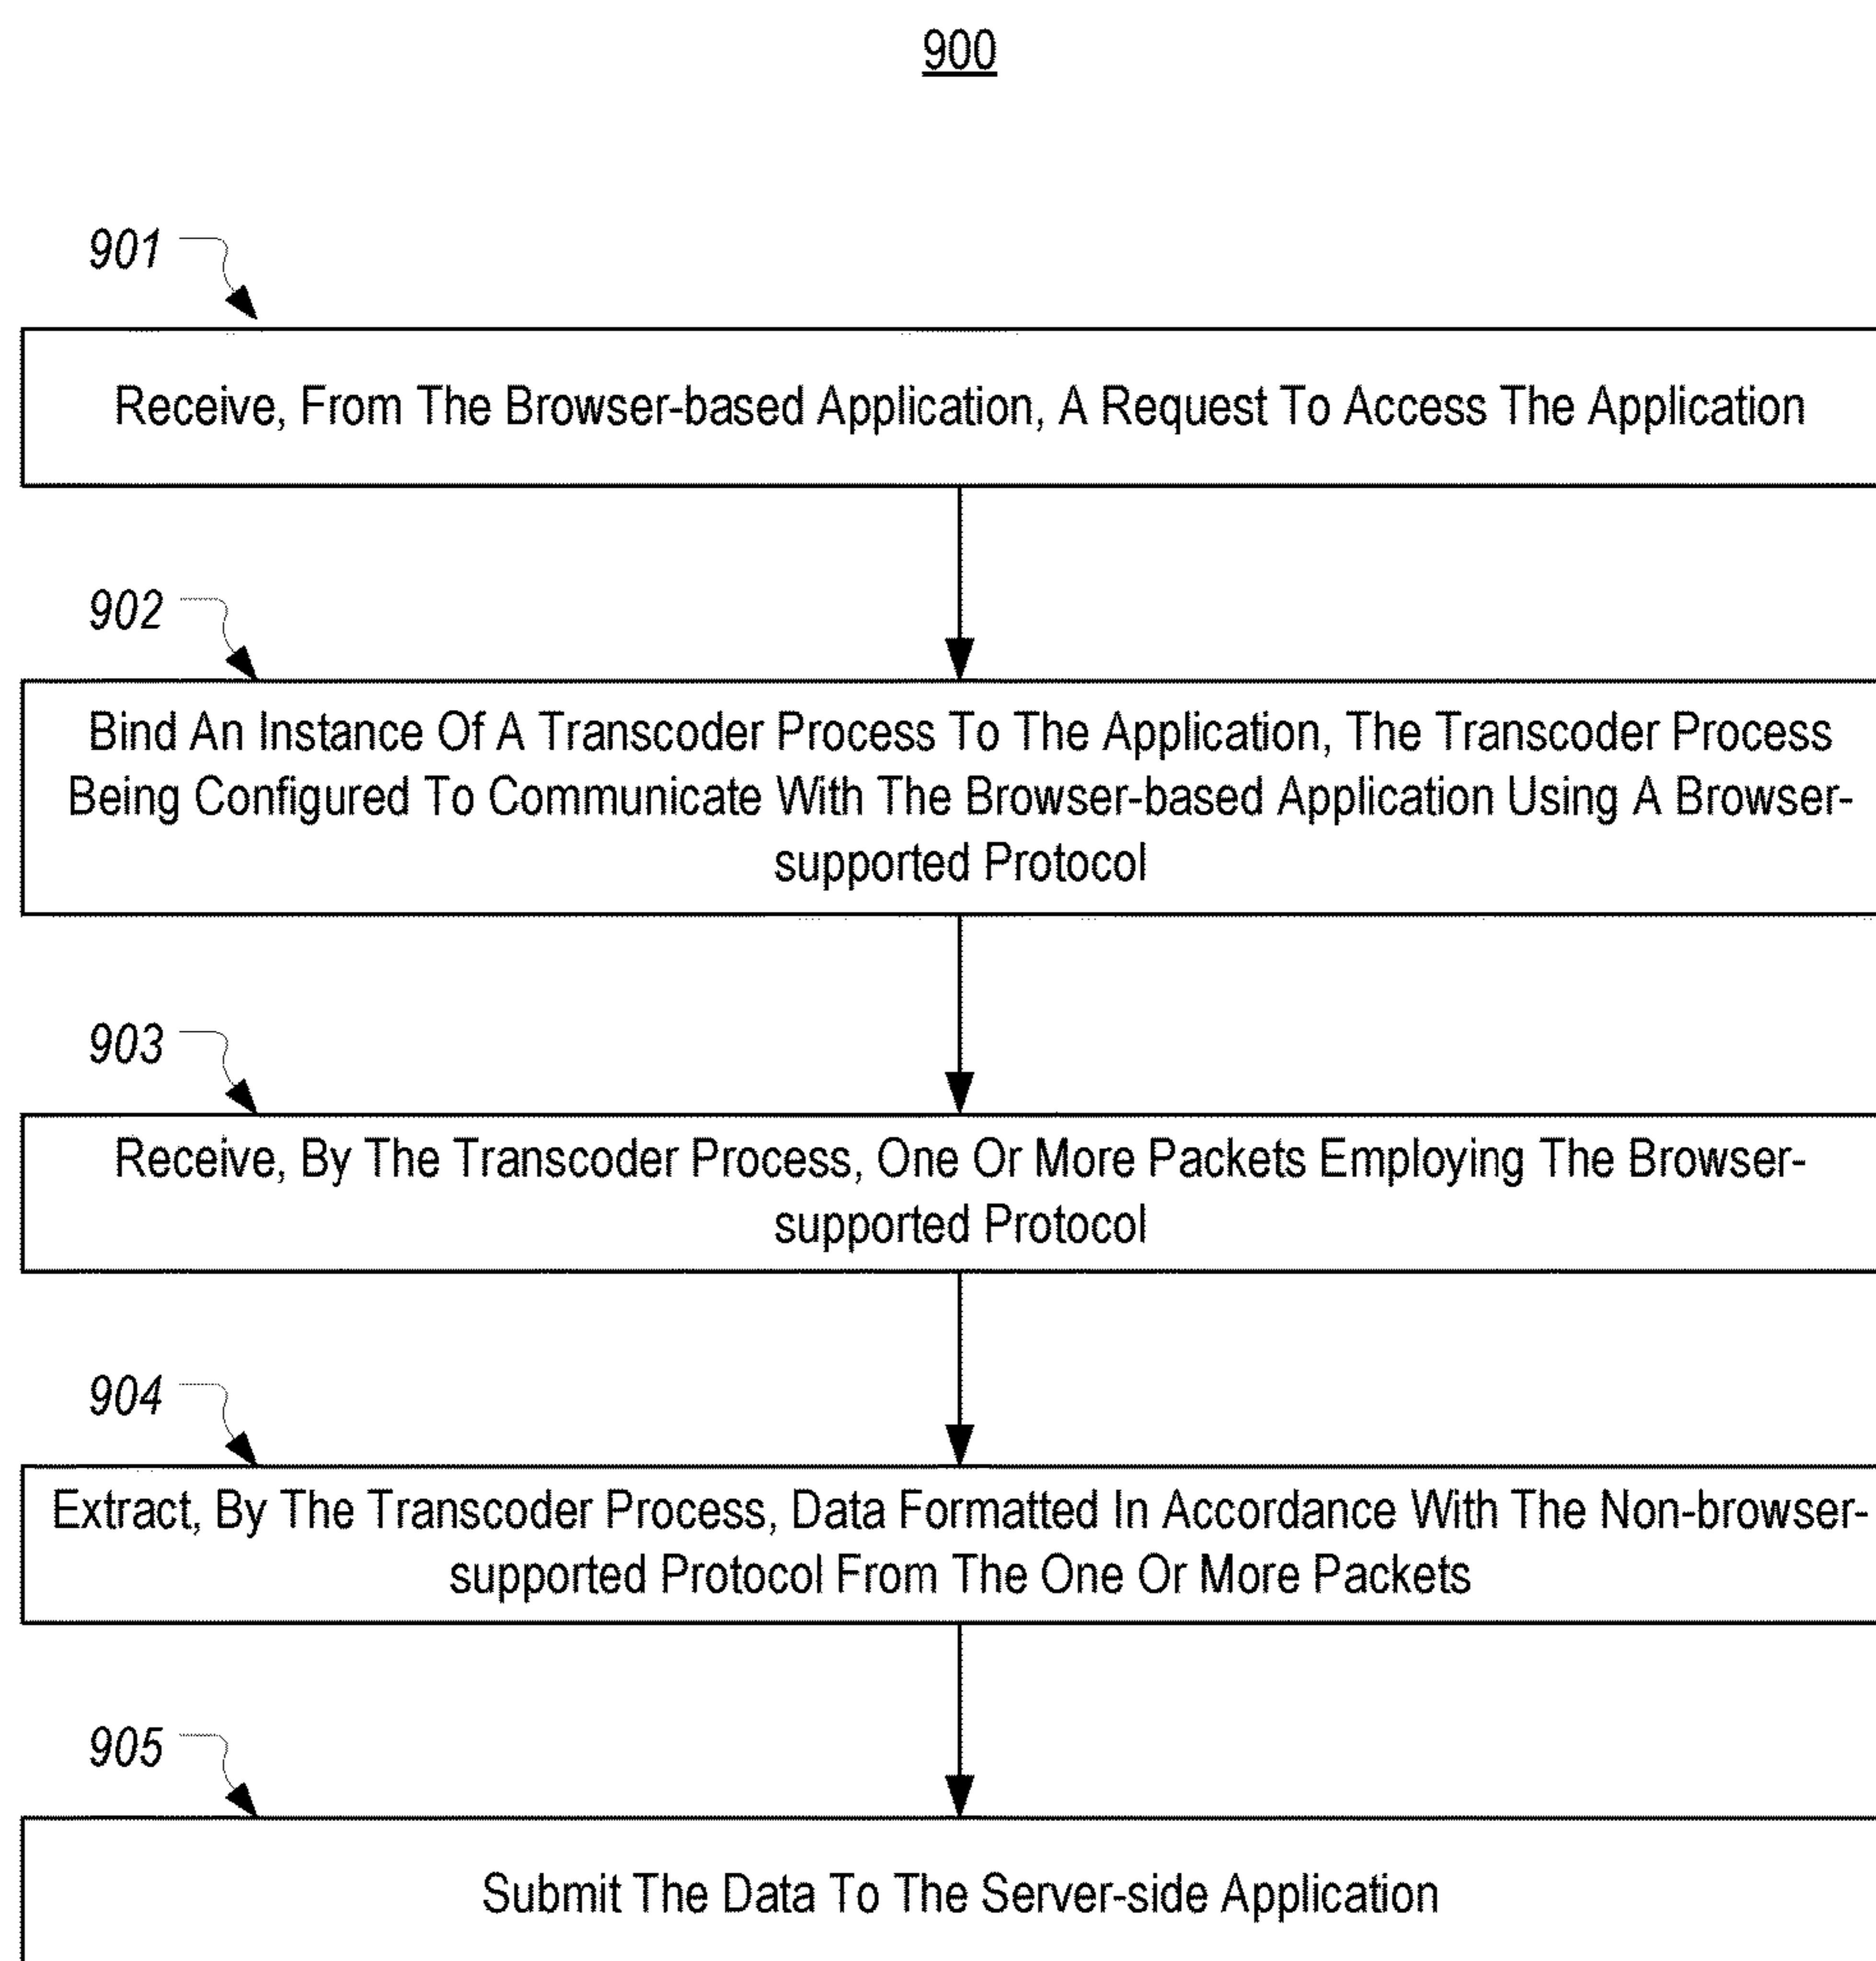 900
901
Receive, From The Browser-based Application, A Request To Access The Application
902
Bind An Instance Of A Transcoder Process To The Application, The Transcoder Process
Being Configured To Communicate With The Browser-based Application Using A Browser-
supported Protocol
903
Receive, By The Transcoder Process, One Or More Packets Employing The Browser-
supported Protocol
904
Extract, By The Transcoder Process, Data Formatted In Accordance With The Non-browser-
supported Protocol From The One Or More Packets
905
Submit The Data To The Server-side Application